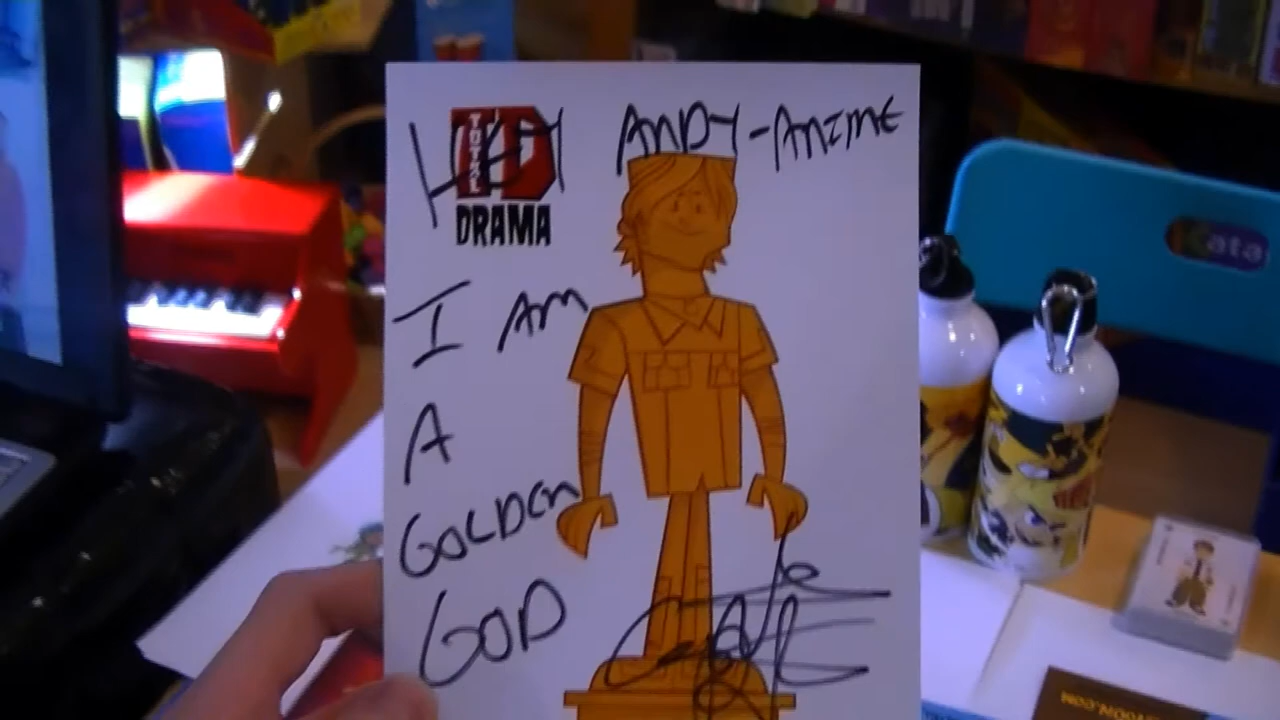 HEY ANDY-ANIME
TOTAL
D
DRAMA
I AM
A
GOLDEN
GOD